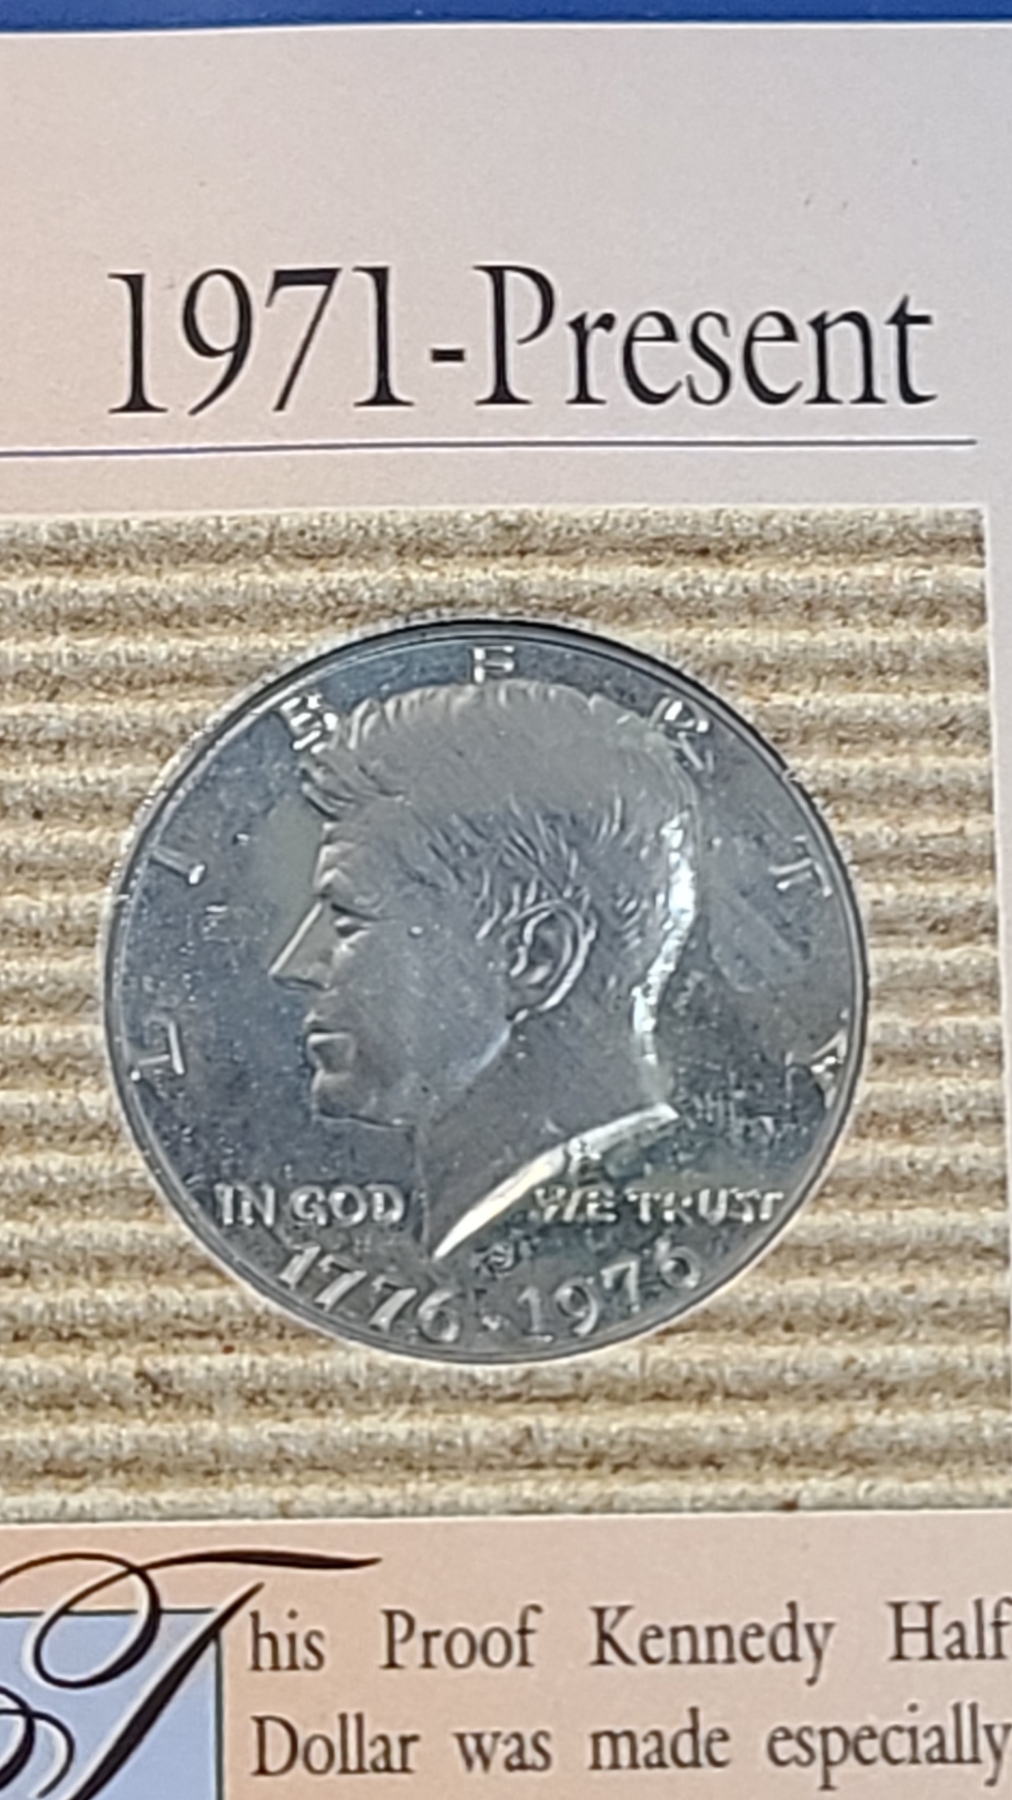 1971-Present
LIBERTY
IN GOD WE TRUST
1776·1976
This Proof Kennedy Half
Dollar was made especially